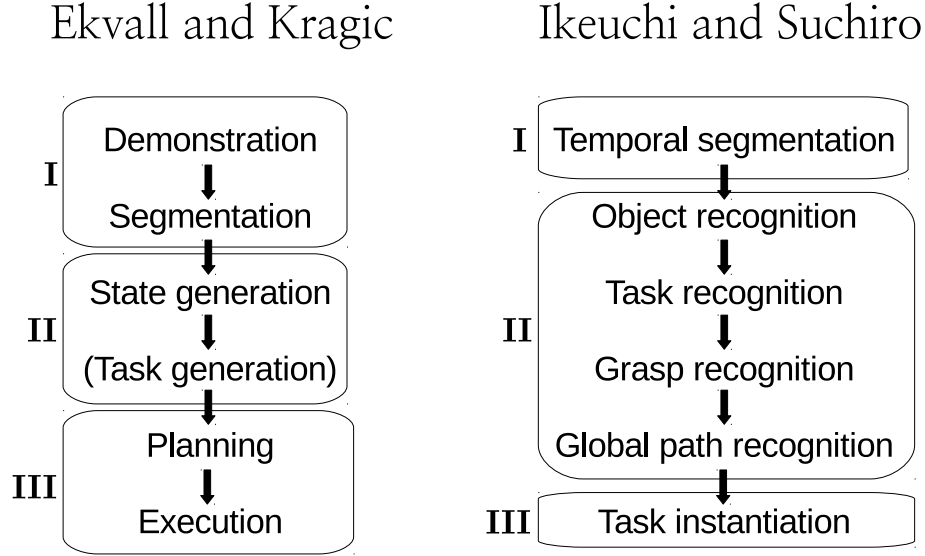 Ekvall and Kragic
I
Demonstration
Segmentation
II
State generation
(Task generation)
III
Planning
Execution
Ikeuchi and Suchiro
I
Temporal segmentation
II
Object recognition
Task recognition
Grasp recognition
Global path recognition
III
Task instantiation